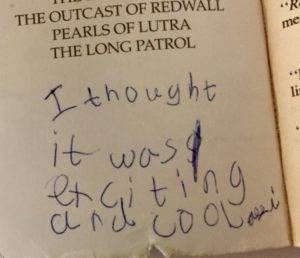 THE OUTCAST OF REDWALL
PEARLS OF LUTRA
THE LONG PATROL
I thought
it was
exciting
and cool